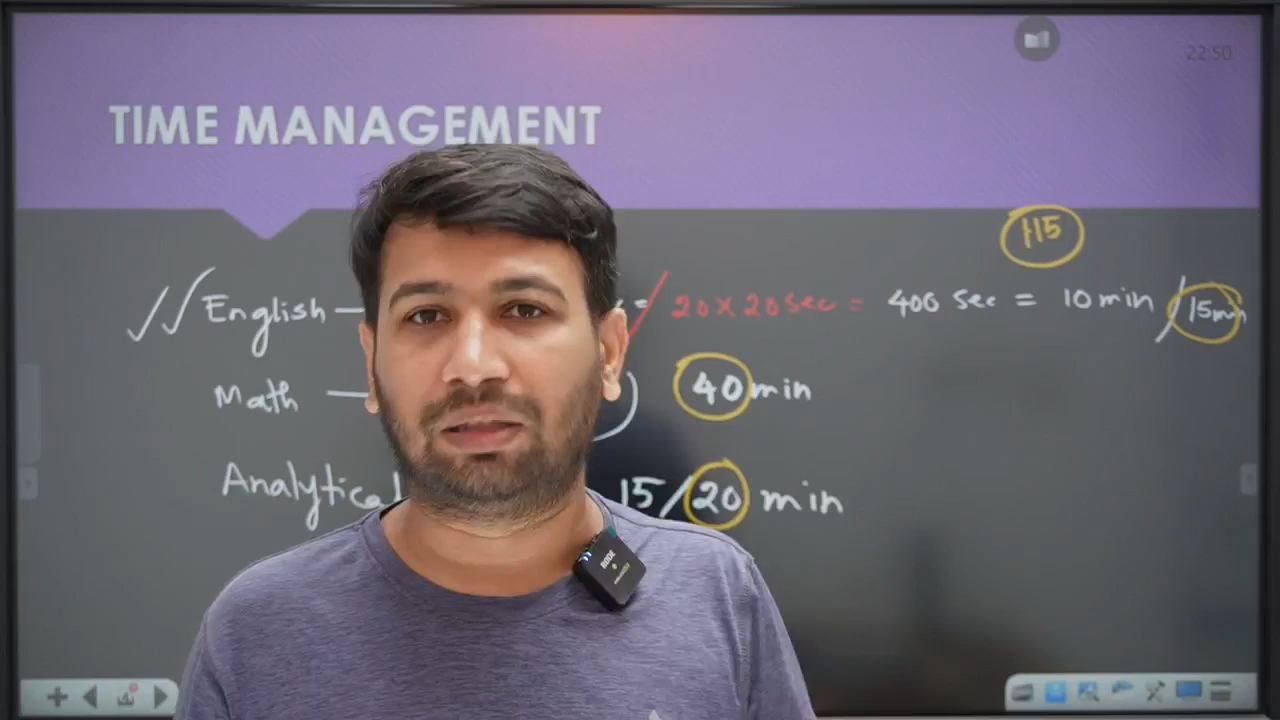 22:50
TIME MANAGEMENT
115
English — = / 20 x 20 sec = 400 sec = 10 min / 15 min
Math — 40 min
Analytical 15/20 min
RODE